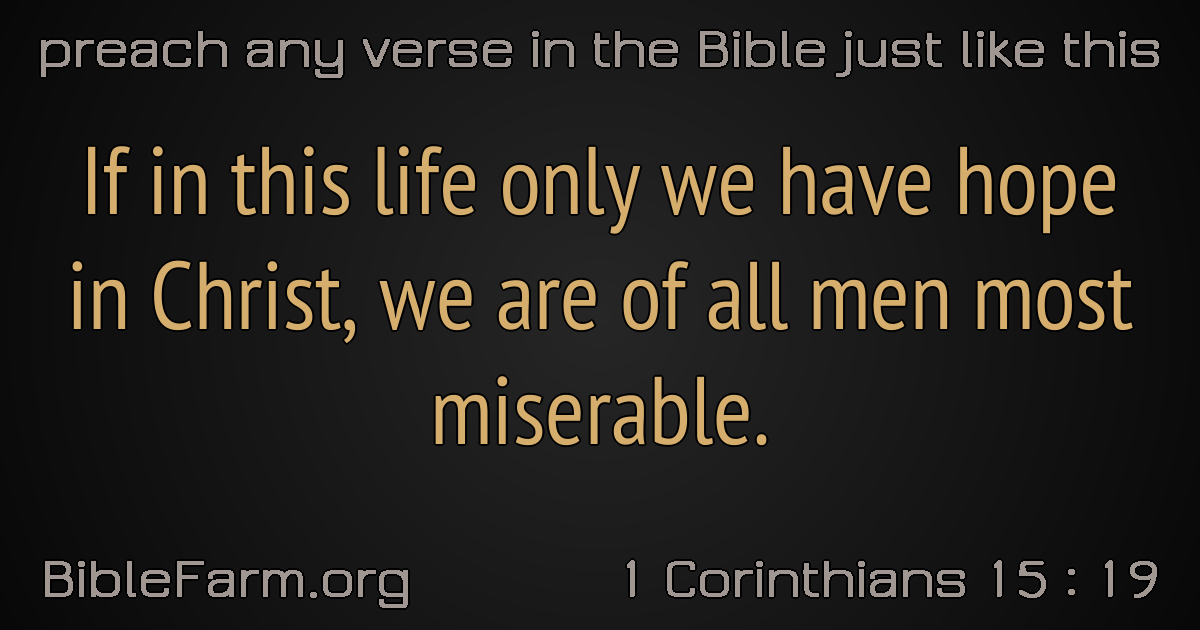 preach any verse in the Bible just like this
If in this life only we have hope
in Christ, we are of all men most
miserable.
BibleFarm.org
1 Corinthians 15 : 19